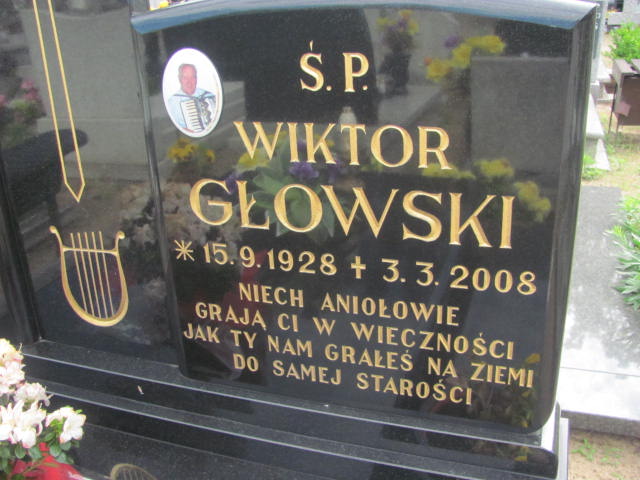 Ś.P.
WIKTOR
GŁOWSKI
* 15.9.1928 + 3.3.2008
NIECH ANIOŁOWIE
GRAJĄ CI W WIECZNOŚCI
JAK TY NAM GRAŁEŚ NA ZIEMI
DO SAMEJ STAROŚCI